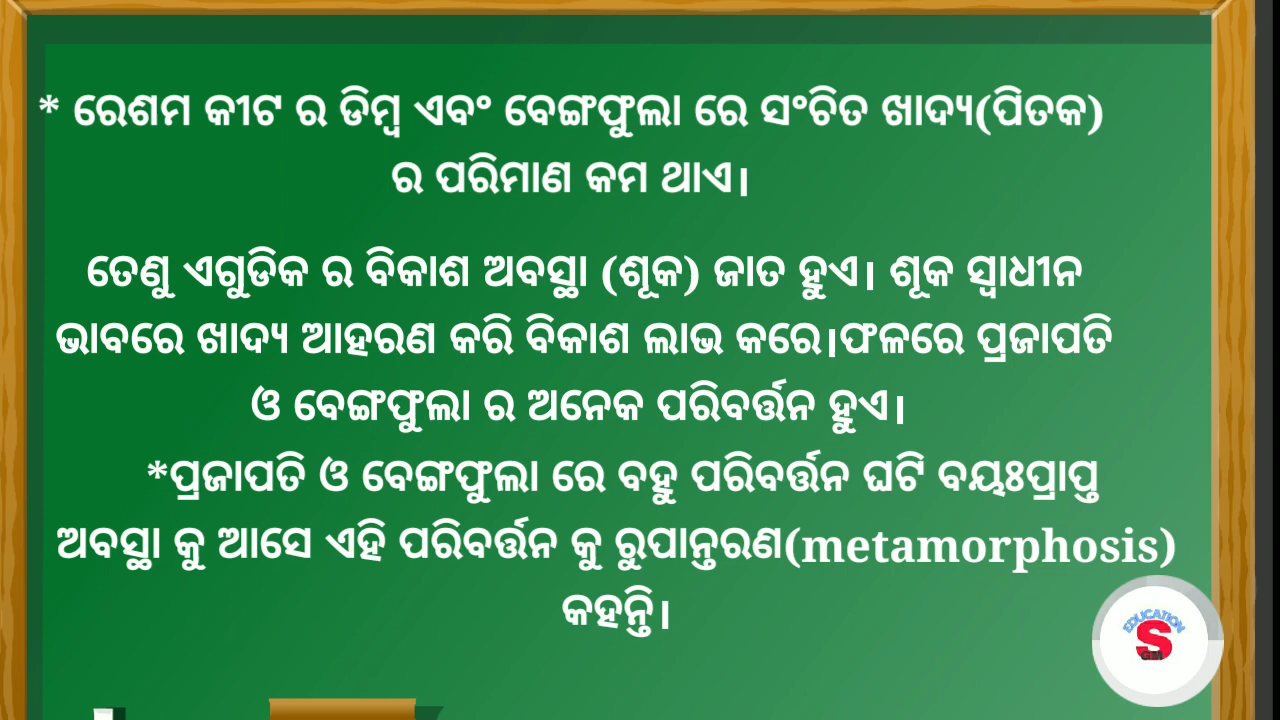 * ରେଶମ କୀଟ ର ଡିମ୍ବ ଏବଂ ବେଙ୍ଗଫୁଲା ରେ ସଂଚିତ ଖାଦ୍ୟ(ପିତକ)
ର ପରିମାଣ କମ ଥାଏ।
ତେଣୁ ଏଗୁଡିକ ର ବିକାଶ ଅବସ୍ଥା (ଶୂକ) ଜାତ ହୁଏ। ଶୂକ ସ୍ୱାଧୀନ
ଭାବରେ ଖାଦ୍ୟ ଆହରଣ କରି ବିକାଶ ଲାଭ କରେ।ଫଳରେ ପ୍ରଜାପତି
ଓ ବେଙ୍ଗଫୁଲା ର ଅନେକ ପରିବର୍ତ୍ତନ ହୁଏ।
*ପ୍ରଜାପତି ଓ ବେଙ୍ଗଫୁଲା ରେ ବହୁ ପରିବର୍ତ୍ତନ ଘଟି ବୟଃପ୍ରାପ୍ତ
ଅବସ୍ଥା କୁ ଆସେ ଏହି ପରିବର୍ତ୍ତନ କୁ ରୁପାନ୍ତରଣ(metamorphosis)
କହନ୍ତି।
EDUCATION
S
GM